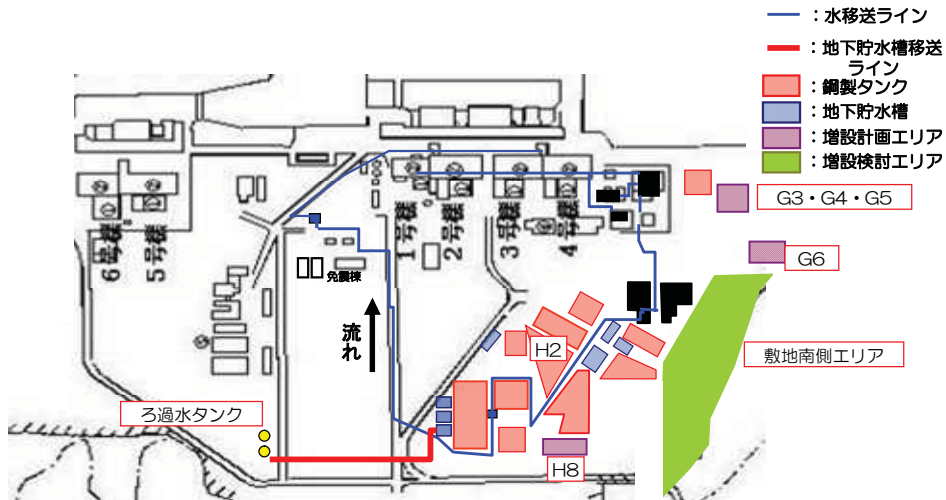 ：水移送ライン
：地下貯水槽移送
ライン
：鋼製タンク
：地下貯水槽
：増設計画エリア
：増設検討エリア
G3・G4・G5
G6
敷地南側エリア
6号機
5号機
1号機
2号機
3号機
4号機
免震棟
流れ
H2
ろ過水タンク
H8